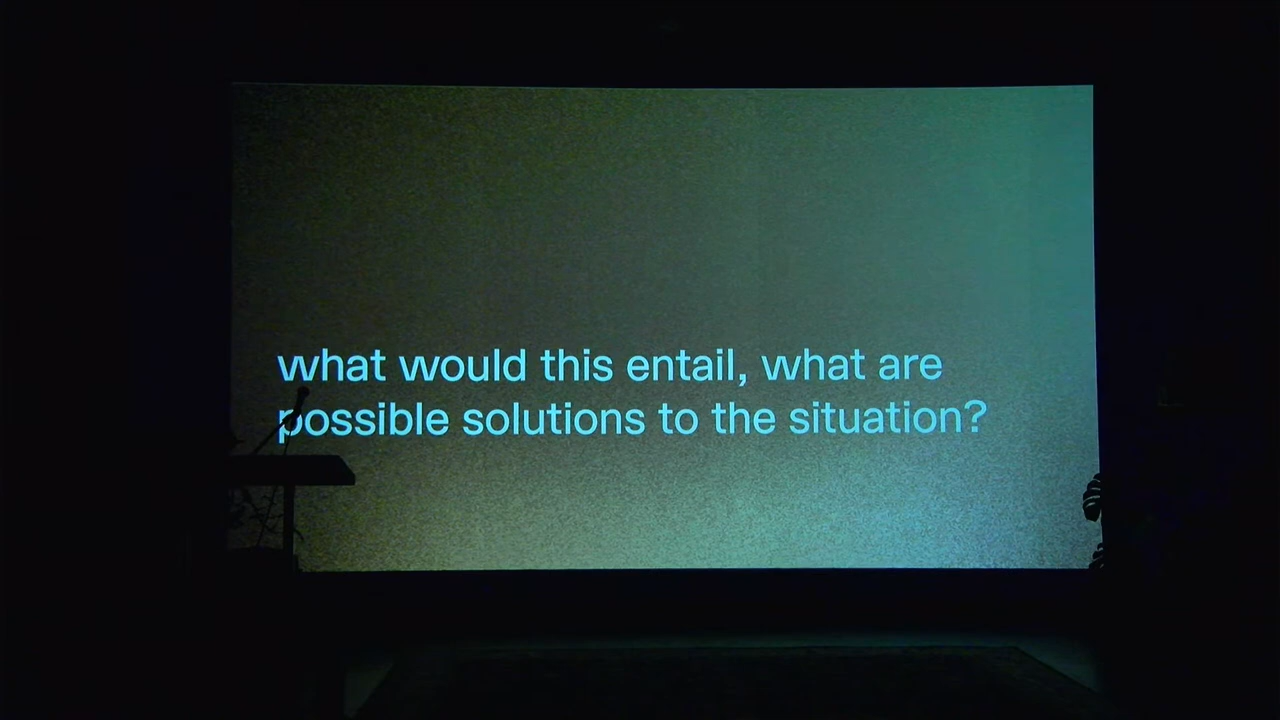 what would this entail, what are
possible solutions to the situation?